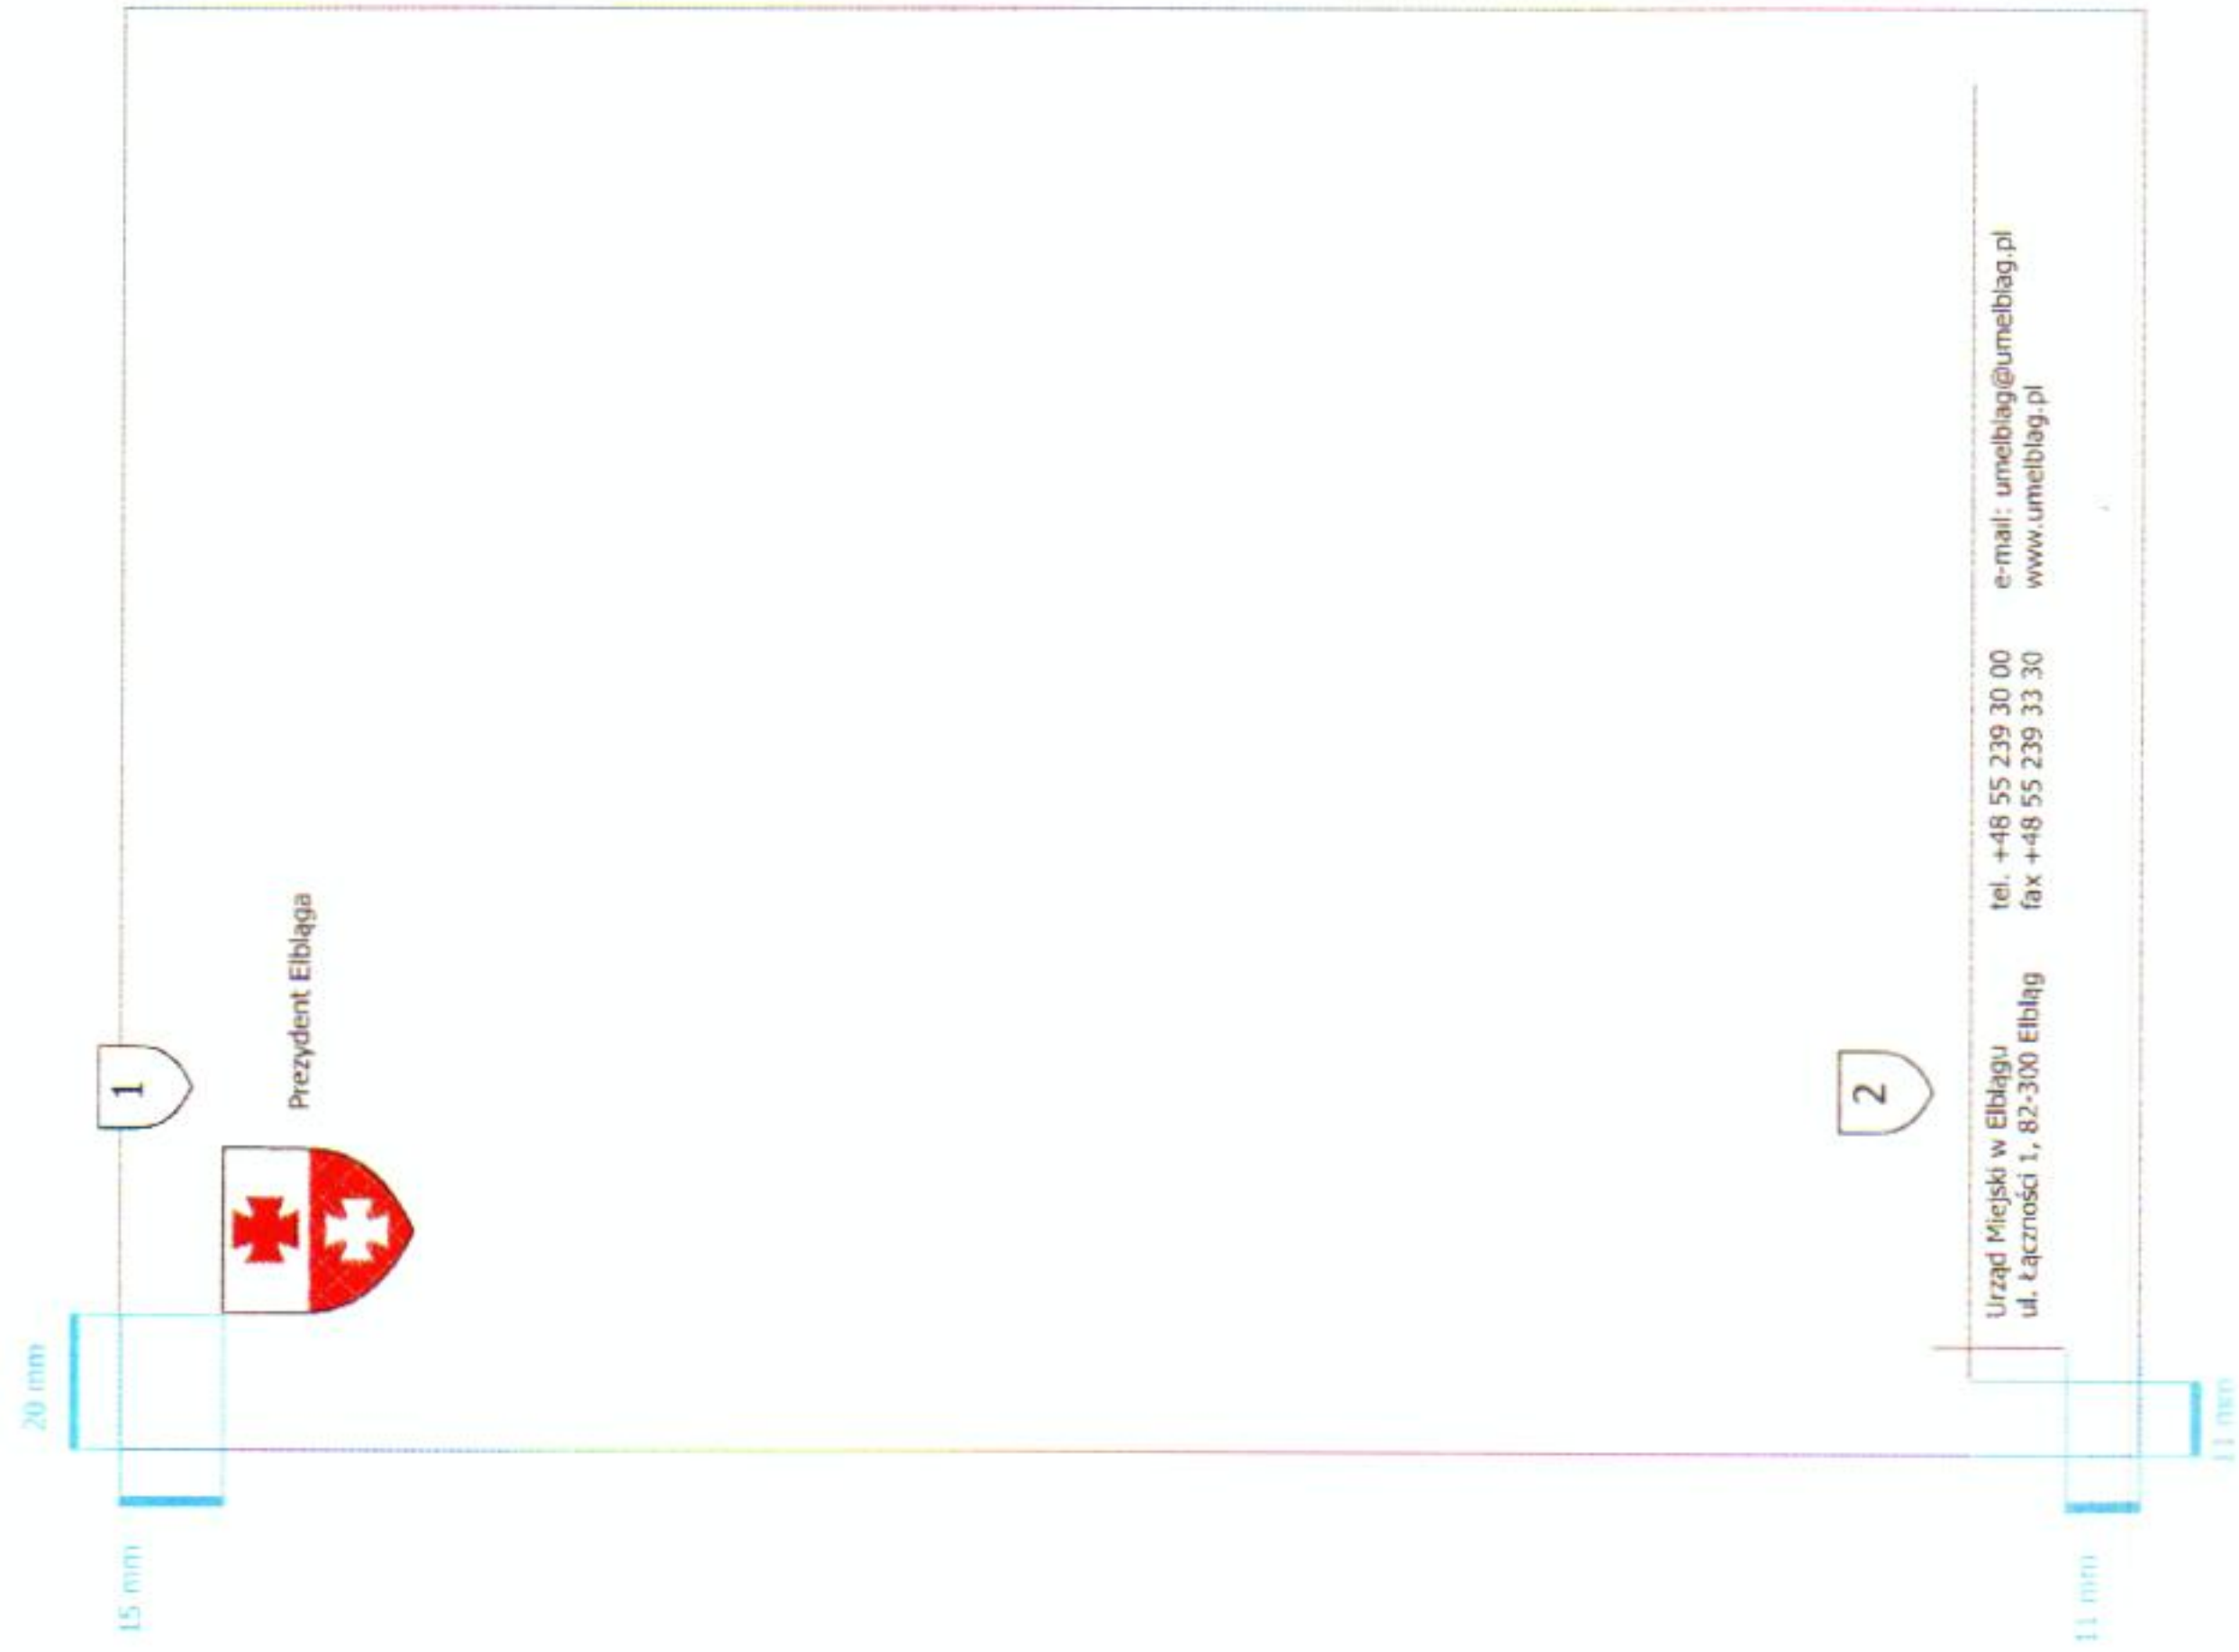 20 mm
15 mm
1
Prezydent Elbląga
2
Urząd Miejski w Elblągu tel. +48 55 239 30 00 e-mail: umelblag@umelblag.pl
ul. Łączności 1, 82-300 Elbląg fax +48 55 239 33 30 www.umelblag.pl
11 mm
11 mm